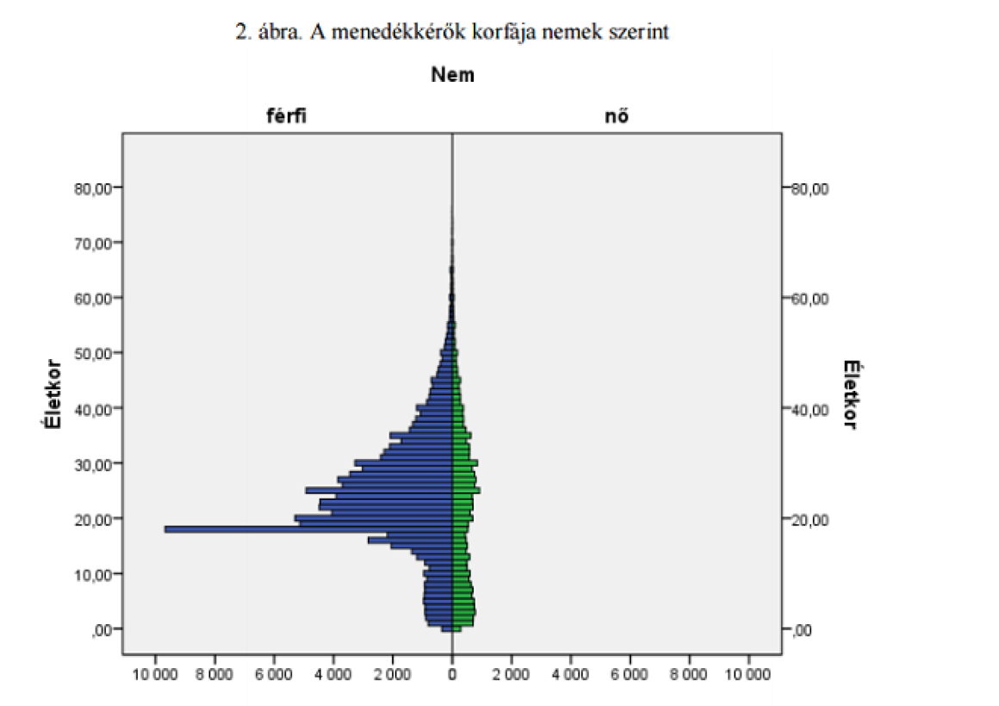 2. ábra. A menedékkérők korfája nemek szerint
Nem
férfi nő
80,00 80,00
70,00
60,00 60,00
50,00
40,00 40,00
30,00
20,00 20,00
10,00
,00 ,00
Életkor Életkor
10 000 8 000 6 000 4 000 2 000 0 2 000 4 000 6 000 8 000 10 000